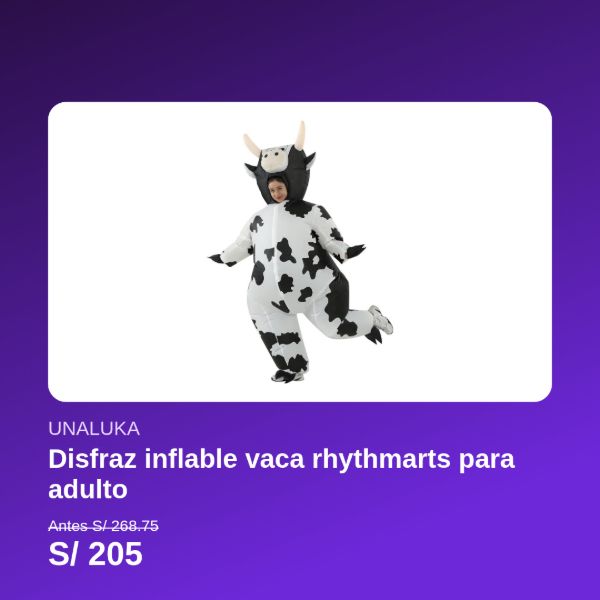 UNALUKA
Disfraz inflable vaca rhythmarts para
adulto
Antes S/ 268.75
S/ 205